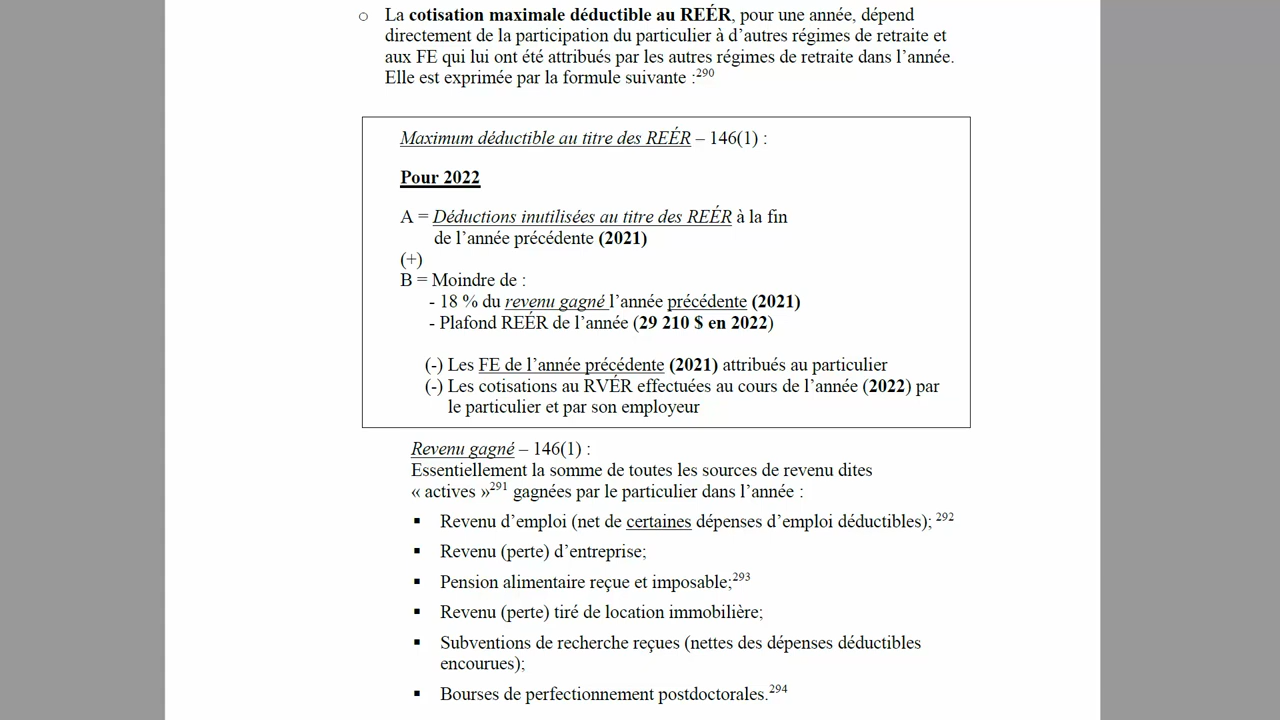 o La cotisation maximale déductible au REÉR, pour une année, dépend
directement de la participation du particulier à d'autres régimes de retraite et
aux FE qui lui ont été attribués par les autres régimes de retraite dans l'année.
Elle est exprimée par la formule suivante :290
Maximum déductible au titre des REÉR – 146(1) :
Pour 2022
A = Déductions inutilisées au titre des REÉR à la fin
de l'année précédente (2021)
(+)
B = Moindre de :
- 18 % du revenu gagné l'année précédente (2021)
- Plafond REÉR de l'année (29 210 $ en 2022)
(-) Les FE de l'année précédente (2021) attribués au particulier
(-) Les cotisations au RVÉR effectuées au cours de l'année (2022) par
le particulier et par son employeur
Revenu gagné – 146(1) :
Essentiellement la somme de toutes les sources de revenu dites
« actives »291 gagnées par le particulier dans l'année :
▪ Revenu d'emploi (net de certaines dépenses d'emploi déductibles); 292
▪ Revenu (perte) d'entreprise;
▪ Pension alimentaire reçue et imposable;293
▪ Revenu (perte) tiré de location immobilière;
▪ Subventions de recherche reçues (nettes des dépenses déductibles
encourues);
▪ Bourses de perfectionnement postdoctorales.294